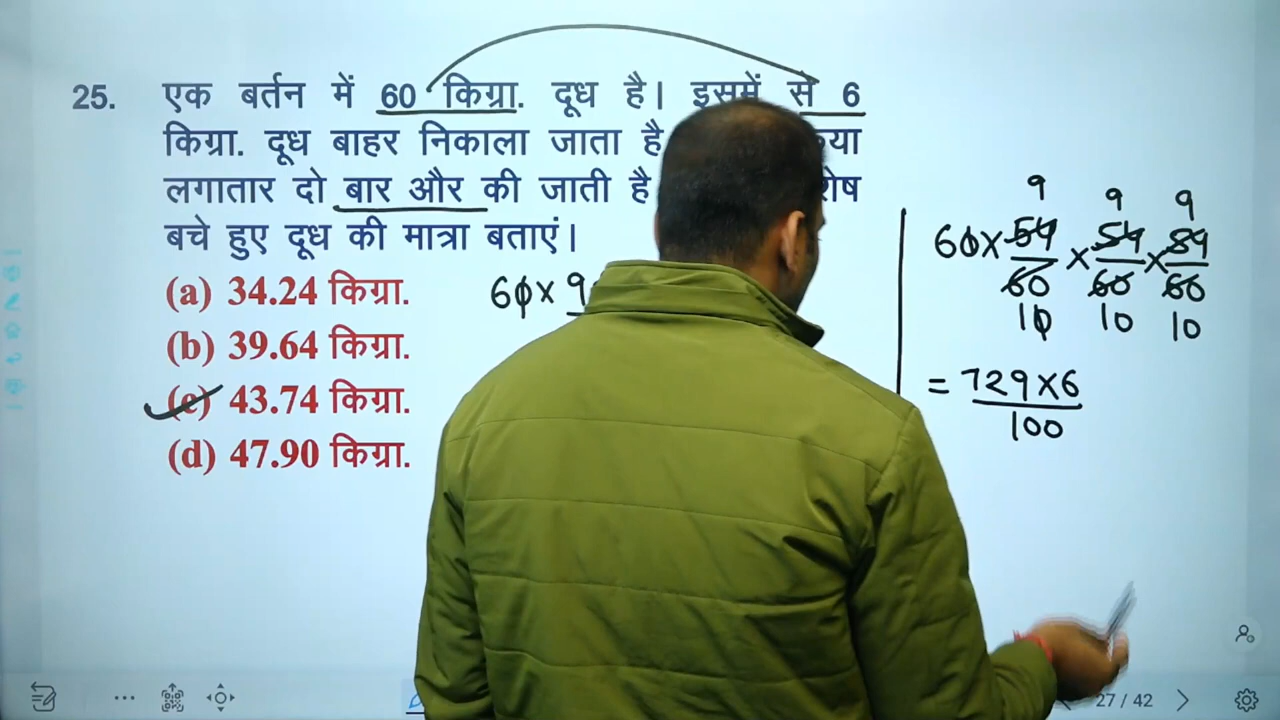 25. एक बर्तन में 60 किग्रा. दूध है। इसमें से 6
किग्रा. दूध बाहर निकाला जाता है
लगातार दो बार और की जाती है शेष
बचे हुए दूध की मात्रा बताएं।
(a) 34.24 किग्रा.
(b) 39.64 किग्रा.
(c) 43.74 किग्रा.
(d) 47.90 किग्रा.
60 × 9
9 9 9
60 × 54/60 × 54/60 × 54/60
10 10 10
= 729 × 6
100
27 / 42